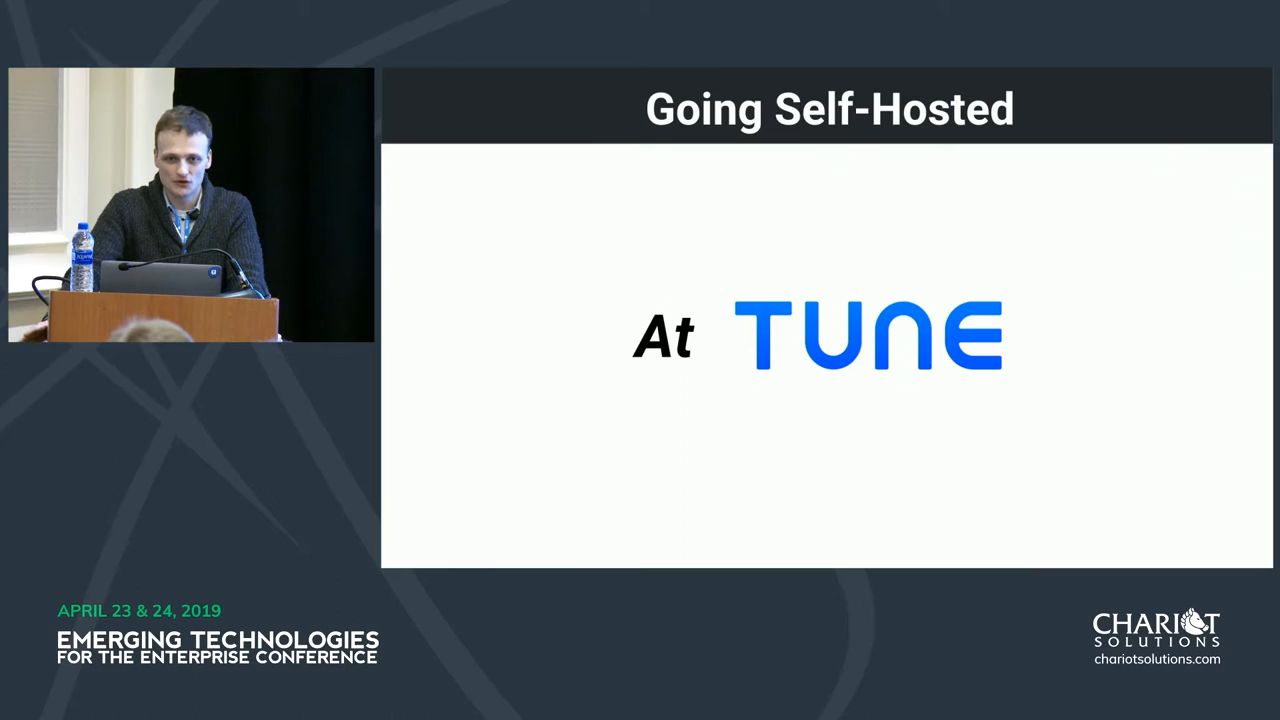 Going Self-Hosted
At TUNE
APRIL 23 & 24, 2019
EMERGING TECHNOLOGIES
FOR THE ENTERPRISE CONFERENCE
CHARIOT
SOLUTIONS
chariotsolutions.com